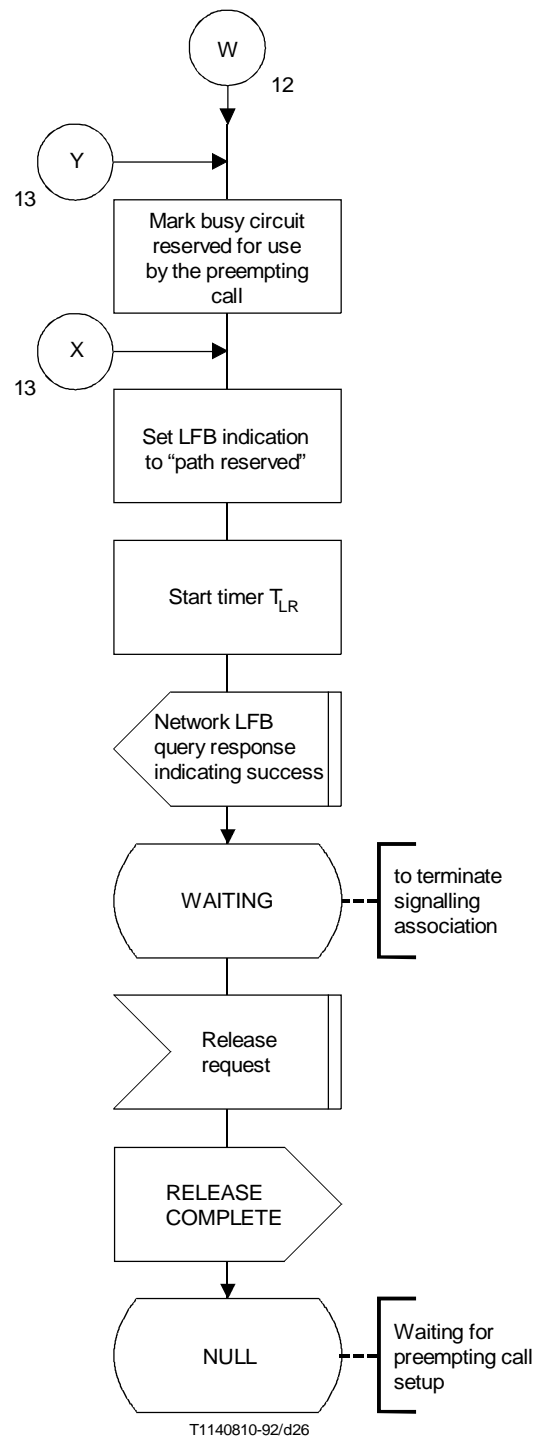 W
12
Y
13
Mark busy circuit
reserved for use
by the preempting
call
X
13
Set LFB indication
to “path reserved”
Start timer TLR
Network LFB
query response
indicating success
WAITING
to terminate
signalling
association
Release
request
RELEASE
COMPLETE
NULL
Waiting for
preempting call
setup
T1140810-92/d26